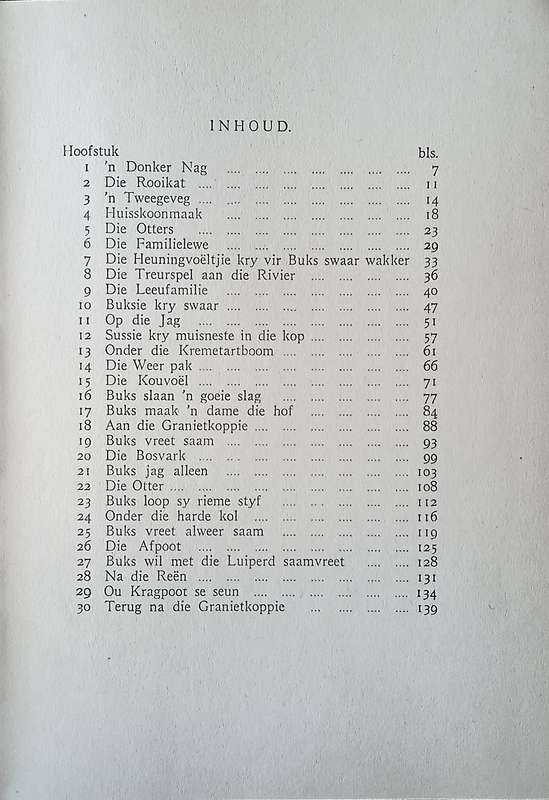 INHOUD.
Hoofstuk bls.
1 'n Donker Nag .... .... .... .... .... .... .... 7
2 Die Rooikat .... .... .... .... .... .... .... .... 11
3 'n Tweegeveg .... .... .... .... .... .... .... .... 14
4 Huisskoonmaak .... .... .... .... .... .... .... 18
5 Die Otters .... .... .... .... .... .... .... .... 23
6 Die Familielewe .... .... .... .... .... .... .... 29
7 Die Heuningvoëltjie kry vir Buks swaar wakker 33
8 Die Treurspel aan die Rivier .... .... .... .... 36
9 Die Leeufamilie .... .... .... .... .... .... .... 40
10 Buksie kry swaar .... .... .... .... .... .... .... 47
11 Op die Jag .... .... .... .... .... .... .... .... 51
12 Sussie kry muisneste in die kop .... .... .... .... 57
13 Onder die Kremetartboom .... .... .... .... .... 61
14 Die Weer pak .... .... .... .... .... .... .... .... 66
15 Die Kouvoël .... .... .... .... .... .... .... .... 71
16 Buks slaan 'n goeie slag .... .... .... .... .... 77
17 Buks maak 'n dame die hof .... .... .... .... 84
18 Aan die Granietkoppie .... .... .... .... .... .... 88
19 Buks vreet saam .... .... .... .... .... .... .... 93
20 Die Bosvark .... .... .... .... .... .... .... .... 99
21 Buks jag alleen .... .... .... .... .... .... .... 103
22 Die Otter .... .... .... .... .... .... .... .... .... 108
23 Buks loop sy rieme styf .... .... .... .... .... 112
24 Onder die harde kol .... .... .... .... .... .... 116
25 Buks vreet alweer saam .... .... .... .... .... 119
26 Die Afpoot .... .... .... .... .... .... .... .... 125
27 Buks wil met die Luiperd saamvreet .... .... 128
28 Na die Reën .... .... .... .... .... .... .... .... 131
29 Ou Kragpoot se seun .... .... .... .... .... .... 134
30 Terug na die Granietkoppie ... .... .... .... 139